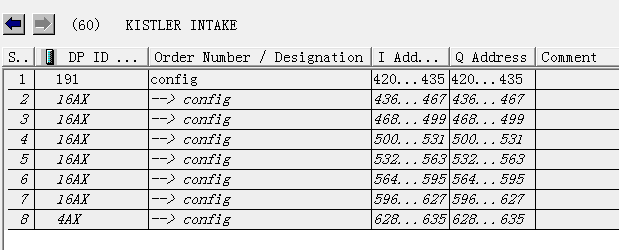 (60) KISTLER INTAKE
S.. DP ID ... Order Number / Designation I Add... Q Address Comment
1 191 config 420...435 420...435
2 16AX --> config 436...467 436...467
3 16AX --> config 468...499 468...499
4 16AX --> config 500...531 500...531
5 16AX --> config 532...563 532...563
6 16AX --> config 564...595 564...595
7 16AX --> config 596...627 596...627
8 4AX --> config 628...635 628...635